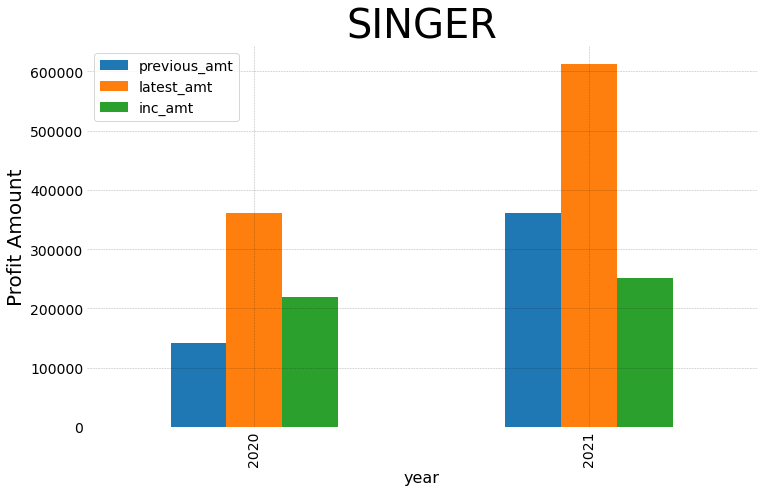 SINGER
previous_amt
latest_amt
inc_amt
Profit Amount
600000
500000
400000
300000
200000
100000
0
2020
2021
year